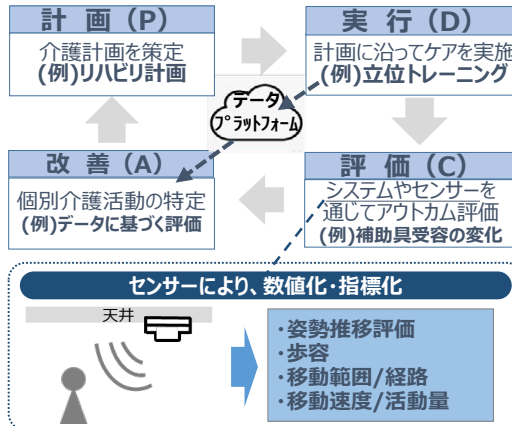 計 画（P）
介護計画を策定
(例)リハビリ計画
実 行（D）
計画に沿ってケアを実施
(例)立位トレーニング
データ
プラットフォーム
改 善（A）
個別介護活動の特定
(例)データに基づく評価
評 価（C）
システムやセンサーを
通じてアウトカム評価
(例)補助具受容の変化
センサーにより、数値化・指標化
天井
・姿勢推移評価
・歩容
・移動範囲/経路
・移動速度/活動量